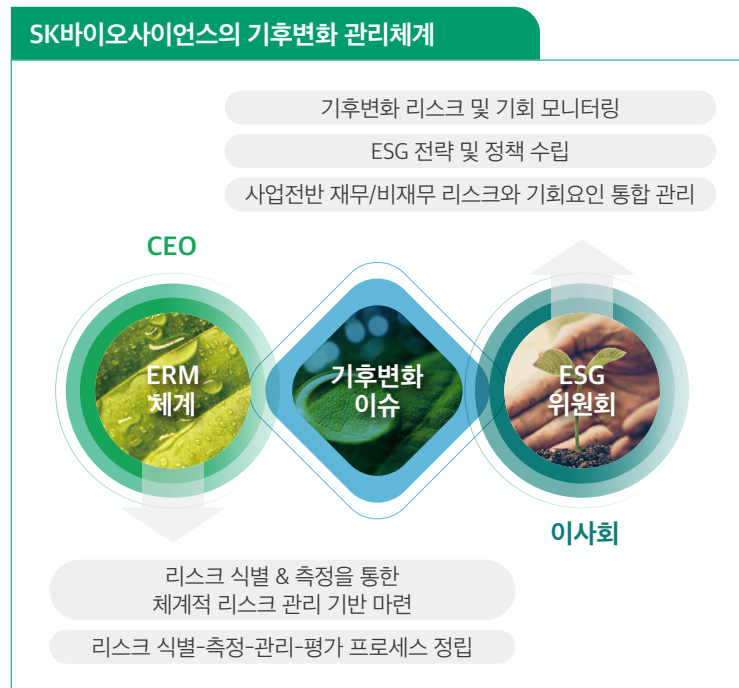 SK바이오사이언스의 기후변화 관리체계
기후변화 리스크 및 기회 모니터링
ESG 전략 및 정책 수립
사업전반 재무/비재무 리스크와 기회요인 통합 관리
CEO
ERM
체계
기후변화
이슈
ESG
위원회
이사회
리스크 식별 & 측정을 통한
체계적 리스크 관리 기반 마련
리스크 식별-측정-관리-평가 프로세스 정립